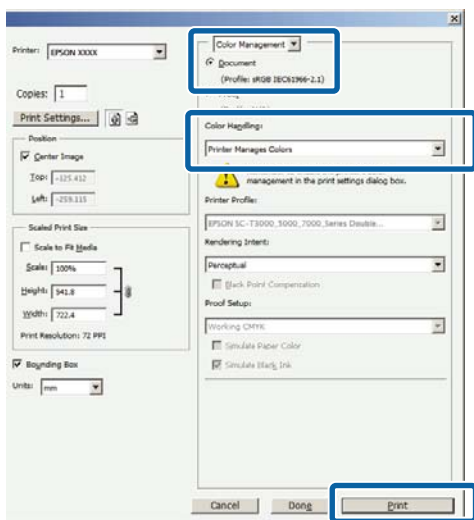 Printer: EPSON XXXX
Copies: 1
Print Settings...
Position
Center Image
Top: -125.412
Left: -259.115
Scaled Print Size
Scale to Fit Media
Scale: 100%
Height: 541.8
Width: 722.4
Print Resolution: 72 PPI
Bounding Box
Units: mm
Color Management
Document
(Profile: sRGB IEC61966-2.1)
Color Handling:
Printer Manages Colors
management in the print settings dialog box.
Printer Profile:
EPSON SC-T3000_5000_7000_Series Double...
Rendering Intent:
Perceptual
Black Point Compensation
Proof Setup:
Working CMYK
Simulate Paper Color
Simulate Black Ink
Cancel
Done
Print